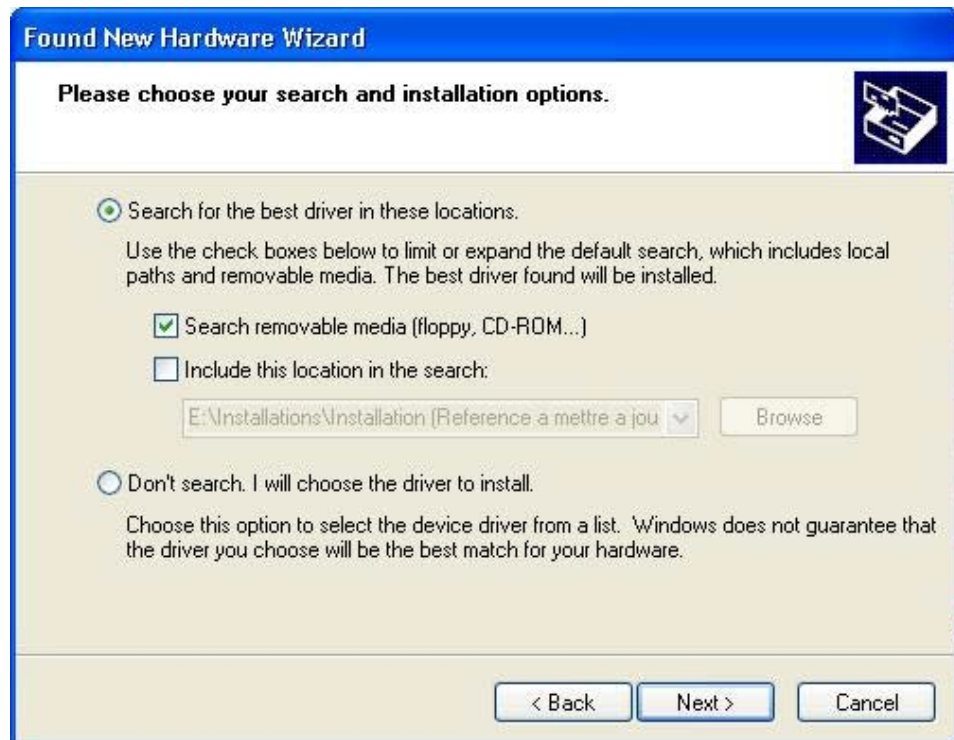 Found New Hardware Wizard
Please choose your search and installation options.
Search for the best driver in these locations.
Use the check boxes below to limit or expand the default search, which includes local
paths and removable media. The best driver found will be installed.
Search removable media (floppy, CD-ROM...)
Include this location in the search:
E:\Installations\Installation (Reference a mettre a jou
Browse
Don't search. I will choose the driver to install.
Choose this option to select the device driver from a list. Windows does not guarantee that
the driver you choose will be the best match for your hardware.
< Back
Next >
Cancel